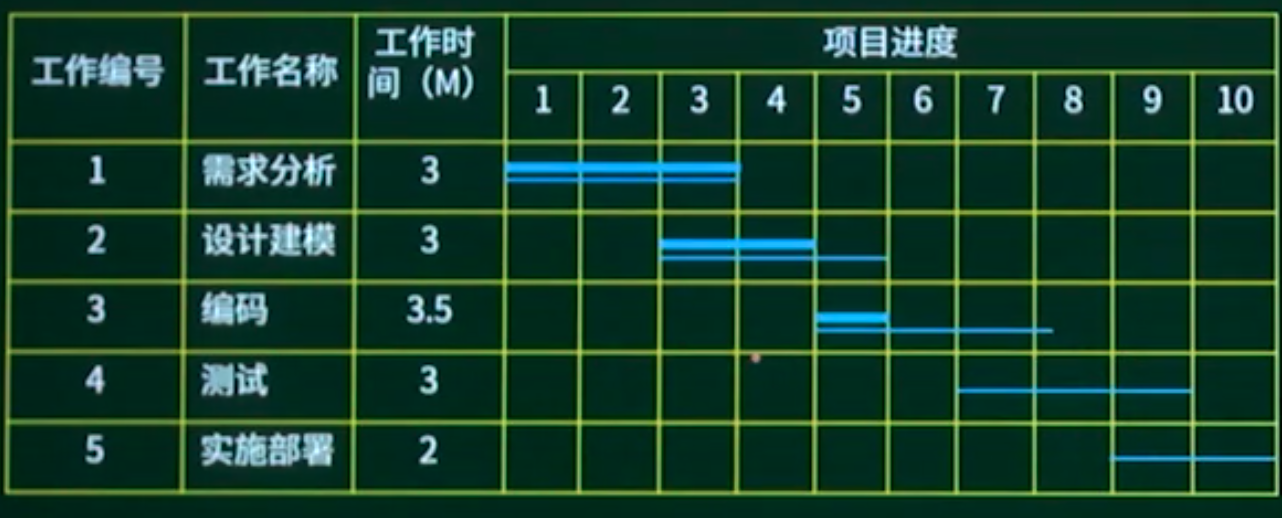 工作编号 工作名称 工作时间（M） 项目进度
1 2 3 4 5 6 7 8 9 10
1 需求分析 3
2 设计建模 3
3 编码 3.5
4 测试 3
5 实施部署 2